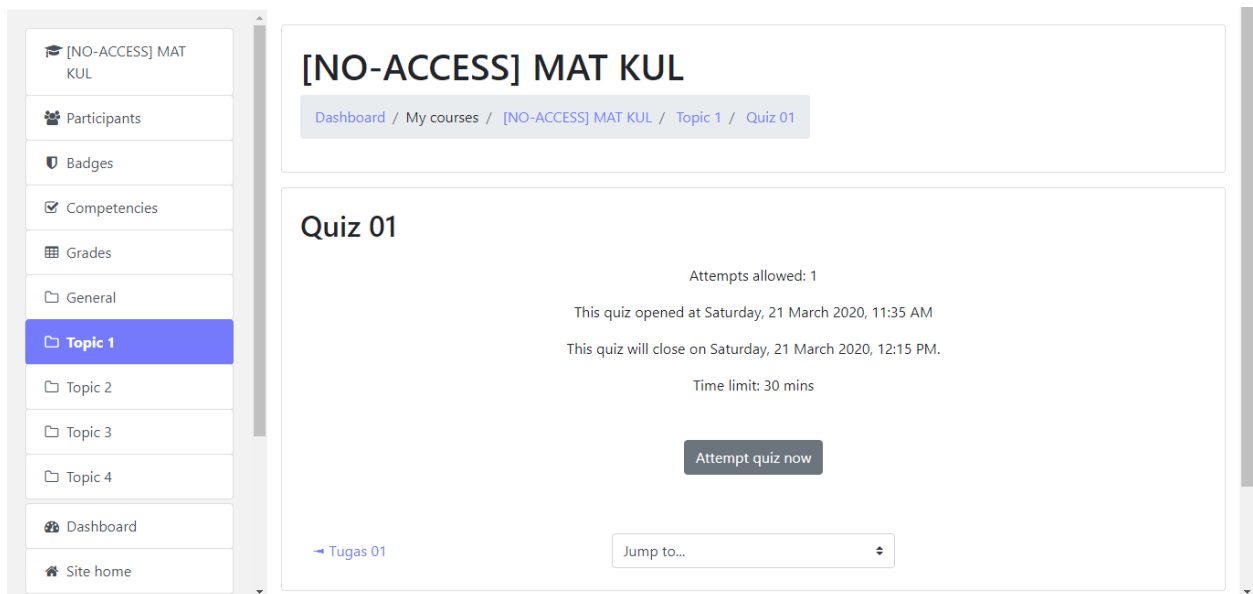 [NO-ACCESS] MAT
KUL
Participants
Badges
Competencies
Grades
General
Topic 1
Topic 2
Topic 3
Topic 4
Dashboard
Site home
[NO-ACCESS] MAT KUL
Dashboard / My courses / [NO-ACCESS] MAT KUL / Topic 1 / Quiz 01
Quiz 01
Attempts allowed: 1
This quiz opened at Saturday, 21 March 2020, 11:35 AM
This quiz will close on Saturday, 21 March 2020, 12:15 PM.
Time limit: 30 mins
Attempt quiz now
Tugas 01
Jump to...